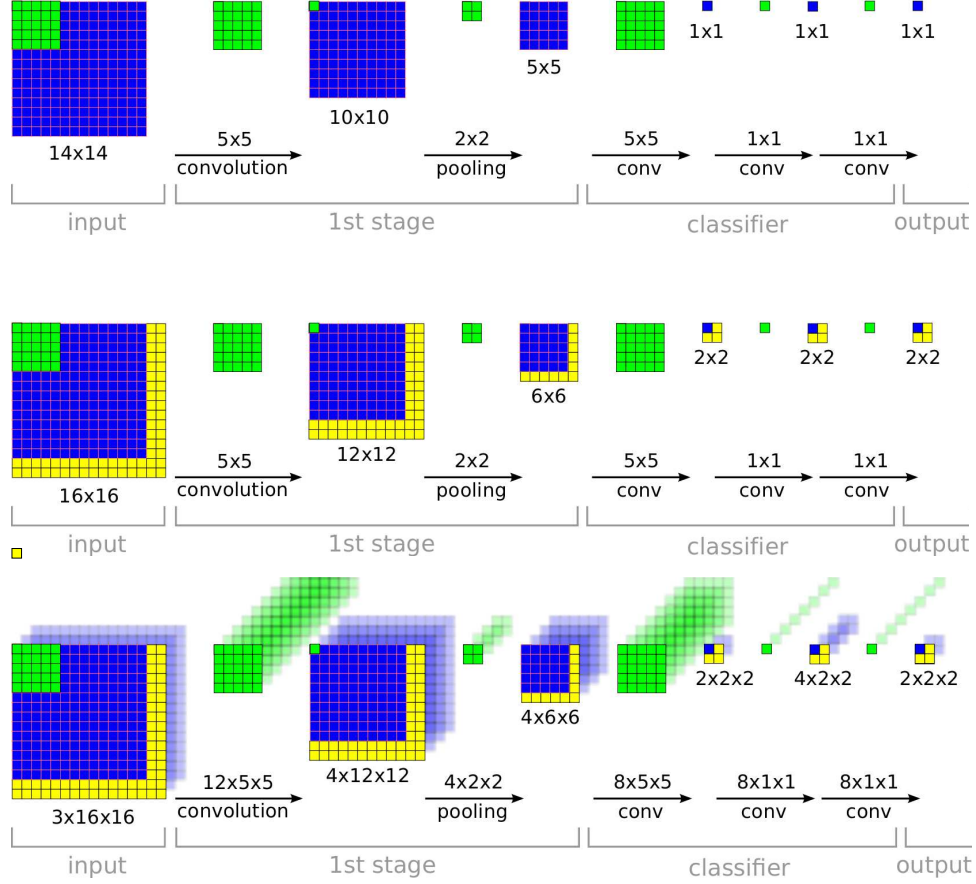 1x1 1x1 1x1
5x5
10x10
14x14
5x5 2x2 5x5 1x1 1x1
convolution pooling conv conv conv
input 1st stage classifier output
2x2 2x2 2x2
6x6
12x12
16x16
5x5 2x2 5x5 1x1 1x1
convolution pooling conv conv conv
input 1st stage classifier output
2x2x2 4x2x2 2x2x2
4x6x6
4x12x12
3x16x16
12x5x5 4x2x2 8x5x5 8x1x1 8x1x1
convolution pooling conv conv conv
input 1st stage classifier output